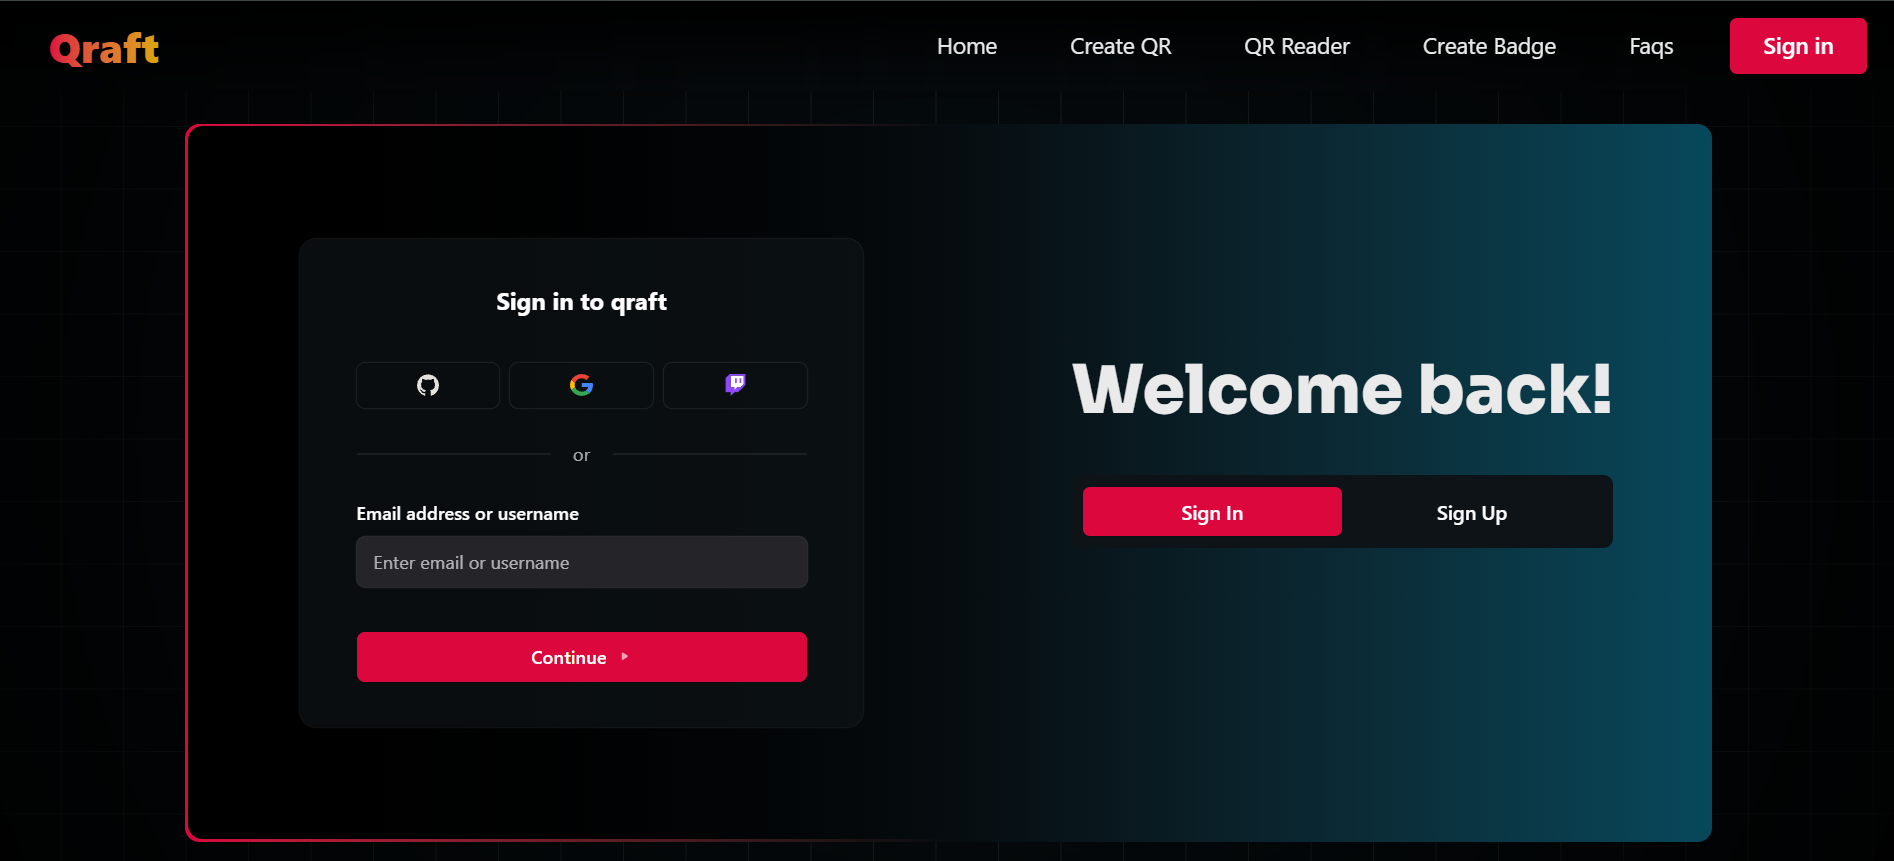 Qraft
Home
Create QR
QR Reader
Create Badge
Faqs
Sign in
Sign in to qraft
or
Email address or username
Enter email or username
Continue
Welcome back!
Sign In
Sign Up